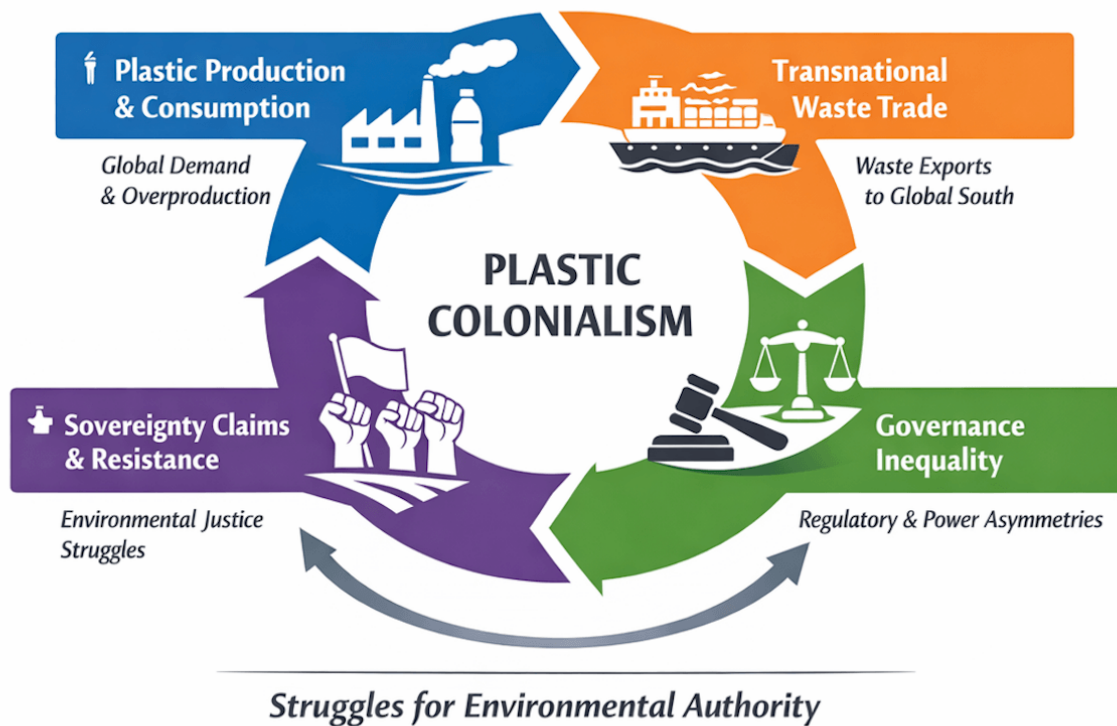 Plastic Production
& Consumption
Global Demand
& Overproduction
Transnational
Waste Trade
Waste Exports
to Global South
PLASTIC
COLONIALISM
Governance
Inequality
Regulatory & Power Asymmetries
Sovereignty Claims
& Resistance
Environmental Justice
Struggles
Struggles for Environmental Authority